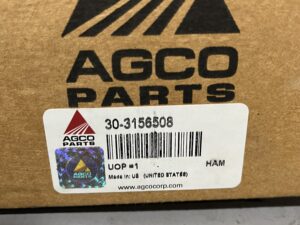 AGCO
PARTS
AGCO
PARTS
30-3156508
UOP #1
HAM
Made in: US (UNITED STATES)
www.agcocorp.com